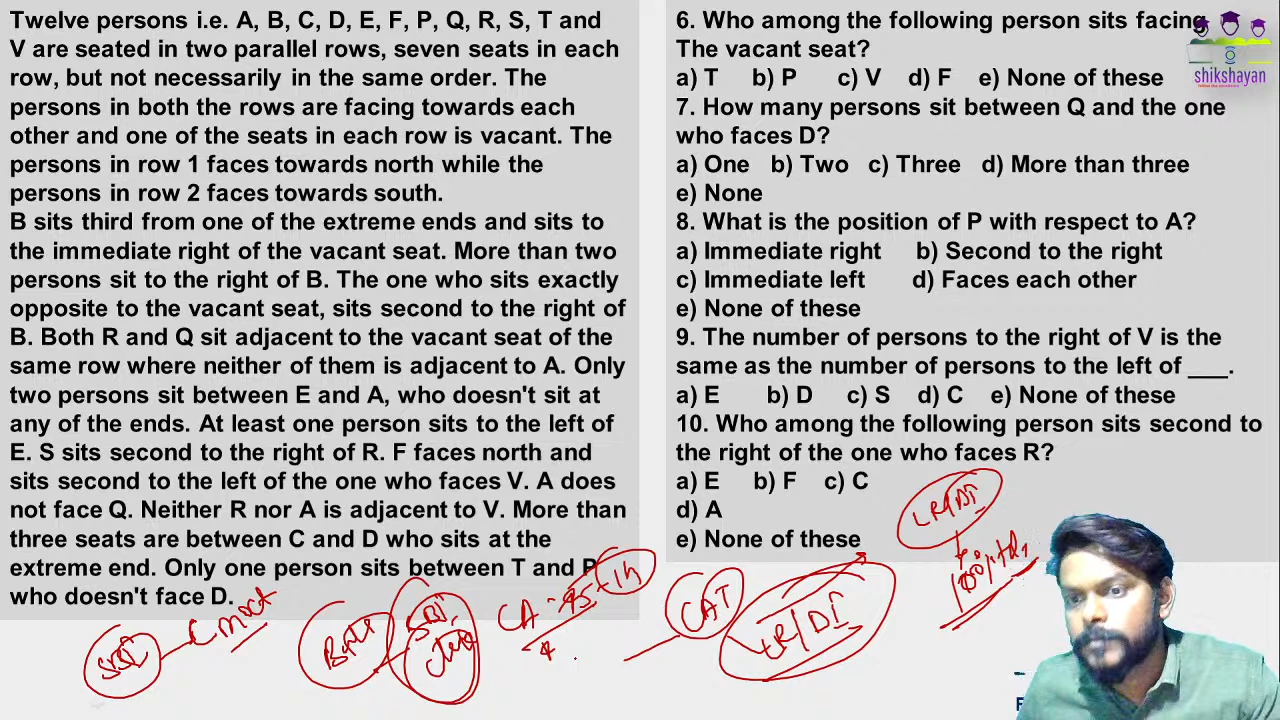 Twelve persons i.e. A, B, C, D, E, F, P, Q, R, S, T and
V are seated in two parallel rows, seven seats in each
row, but not necessarily in the same order. The
persons in both the rows are facing towards each
other and one of the seats in each row is vacant. The
persons in row 1 faces towards north while the
persons in row 2 faces towards south.
B sits third from one of the extreme ends and sits to
the immediate right of the vacant seat. More than two
persons sit to the right of B. The one who sits exactly
opposite to the vacant seat, sits second to the right of
B. Both R and Q sit adjacent to the vacant seat of the
same row where neither of them is adjacent to A. Only
two persons sit between E and A, who doesn't sit at
any of the ends. At least one person sits to the left of
E. S sits second to the right of R. F faces north and
sits second to the left of the one who faces V. A does
not face Q. Neither R nor A is adjacent to V. More than
three seats are between C and D who sits at the
extreme end. Only one person sits between T and P
who doesn't face D.
6. Who among the following person sits facing
The vacant seat?
a) T b) P c) V d) F e) None of these
7. How many persons sit between Q and the one
who faces D?
a) One b) Two c) Three d) More than three
e) None
8. What is the position of P with respect to A?
a) Immediate right b) Second to the right
c) Immediate left d) Faces each other
e) None of these
9. The number of persons to the right of V is the
same as the number of persons to the left of ___.
a) E b) D c) S d) C e) None of these
10. Who among the following person sits second to
the right of the one who faces R?
a) E b) F c) C
d) A
e) None of these
shikshayan
CAT
LR/DI
LR/DI